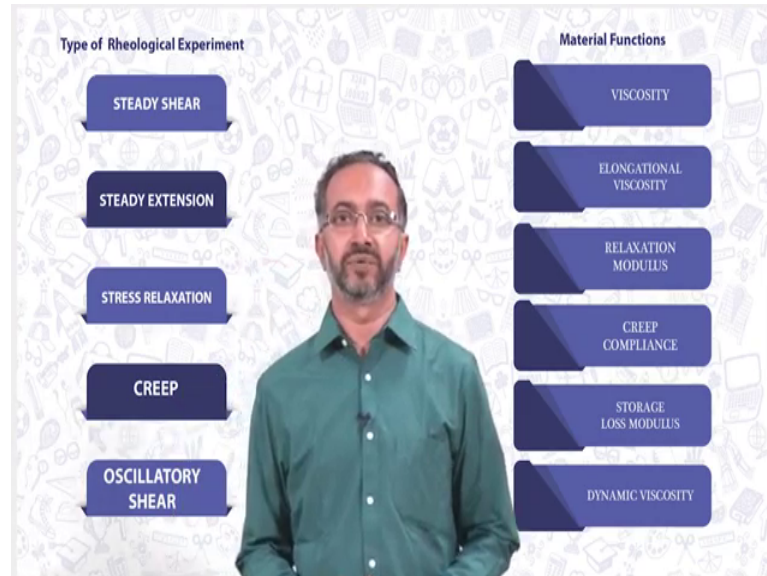 Type of Rheological Experiment
STEADY SHEAR
STEADY EXTENSION
STRESS RELAXATION
CREEP
OSCILLATORY
SHEAR
Material Functions
VISCOSITY
ELONGATIONAL
VISCOSITY
RELAXATION
MODULUS
CREEP
COMPLIANCE
STORAGE
LOSS MODULUS
DYNAMIC VISCOSITY